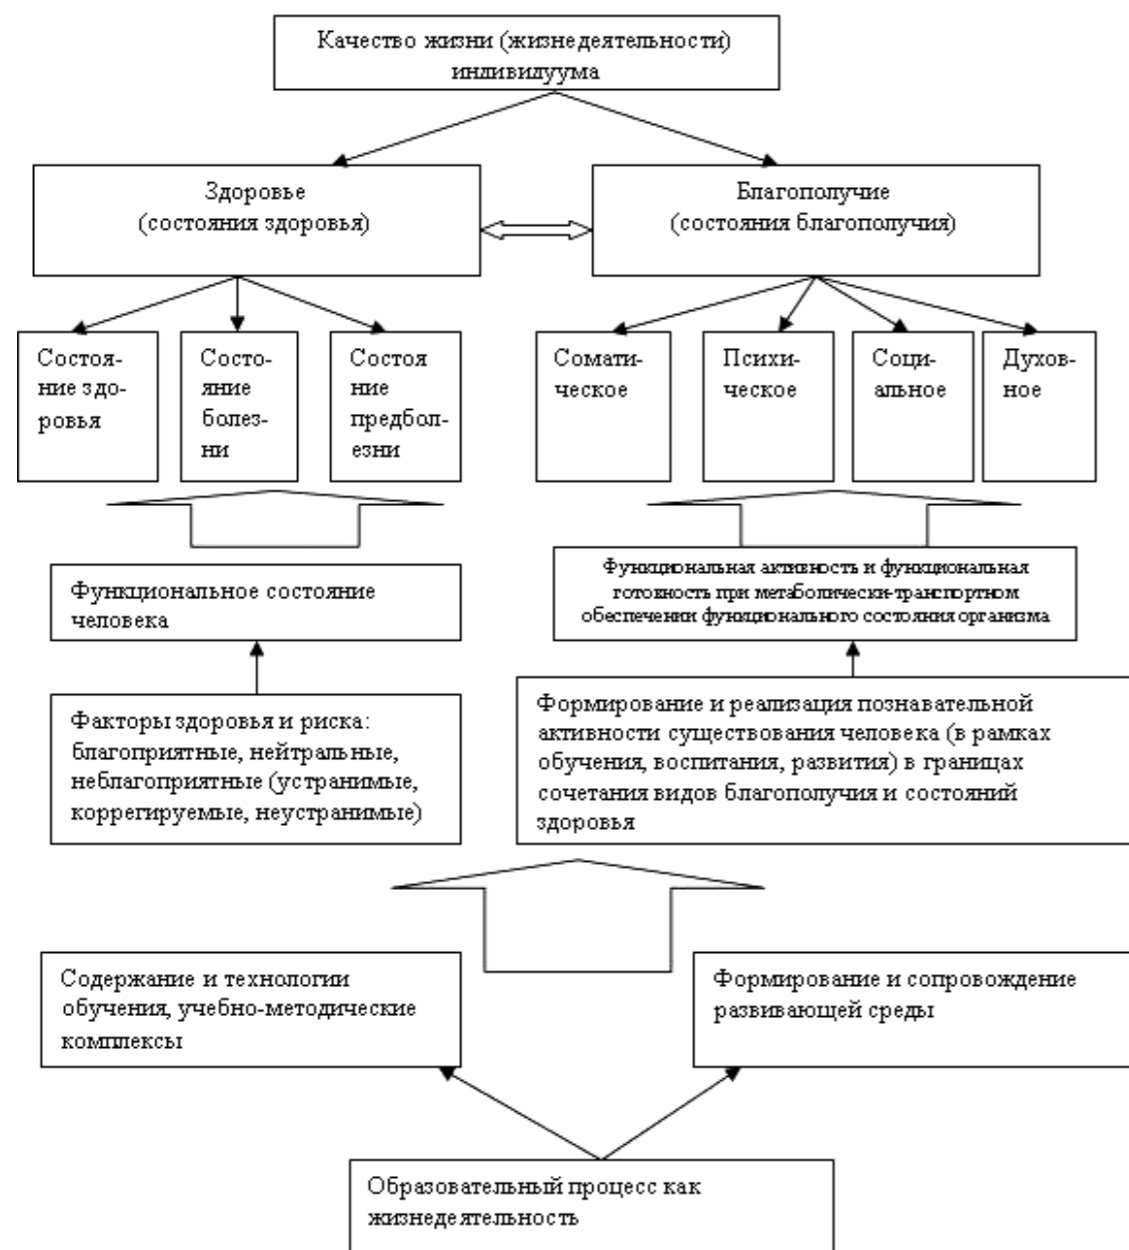 Качество жизни (жизнедеятельности)
индивидуума
Здоровье
(состояния здоровья)
Благополучие
(состояния благополучия)
Состоя-
ние здо-
ровья
Состо-
яние
болез-
ни
Состоя
ние
предбол-
езни
Сомати-
ческое
Психи-
ческое
Соци-
альное
Духов-
ное
Функциональное состояние
человека
Функциональная активность и функциональная
готовность при метаболически-транспортном
обеспечении функционального состояния организма
Факторы здоровья и риска:
благоприятные, нейтральные,
неблагоприятные (устранимые,
коррегируемые, неустранимые)
Формирование и реализация познавательной
активности существования человека (в рамках
обучения, воспитания, развития) в границах
сочетания видов благополучия и состояний
здоровья
Содержание и технологии
обучения, учебно-методические
комплексы
Формирование и сопровождение
развивающей среды
Образовательный процесс как
жизнедеятельность